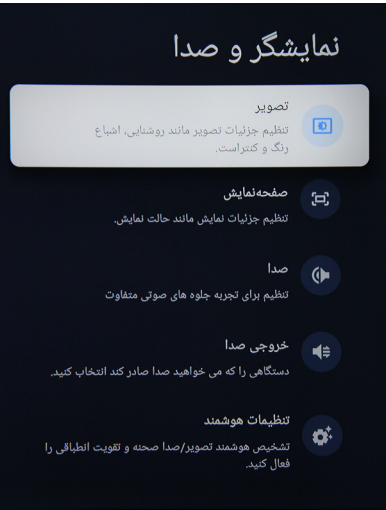 نمایشگر و صدا
تصویر
تنظیم جزئیات تصویر مانند روشنایی، اشباع
رنگ و کنتراست.
صفحه‌نمایش
تنظیم جزئیات نمایش مانند حالت نمایش.
صدا
تنظیم برای تجربه جلوه های صوتی متفاوت
خروجی صدا
دستگاهی را که می خواهید صدا صادر کند انتخاب کنید.
تنظیمات هوشمند
تشخیص هوشمند تصویر/صدا صحنه و تقویت انطباقی را
فعال کنید.